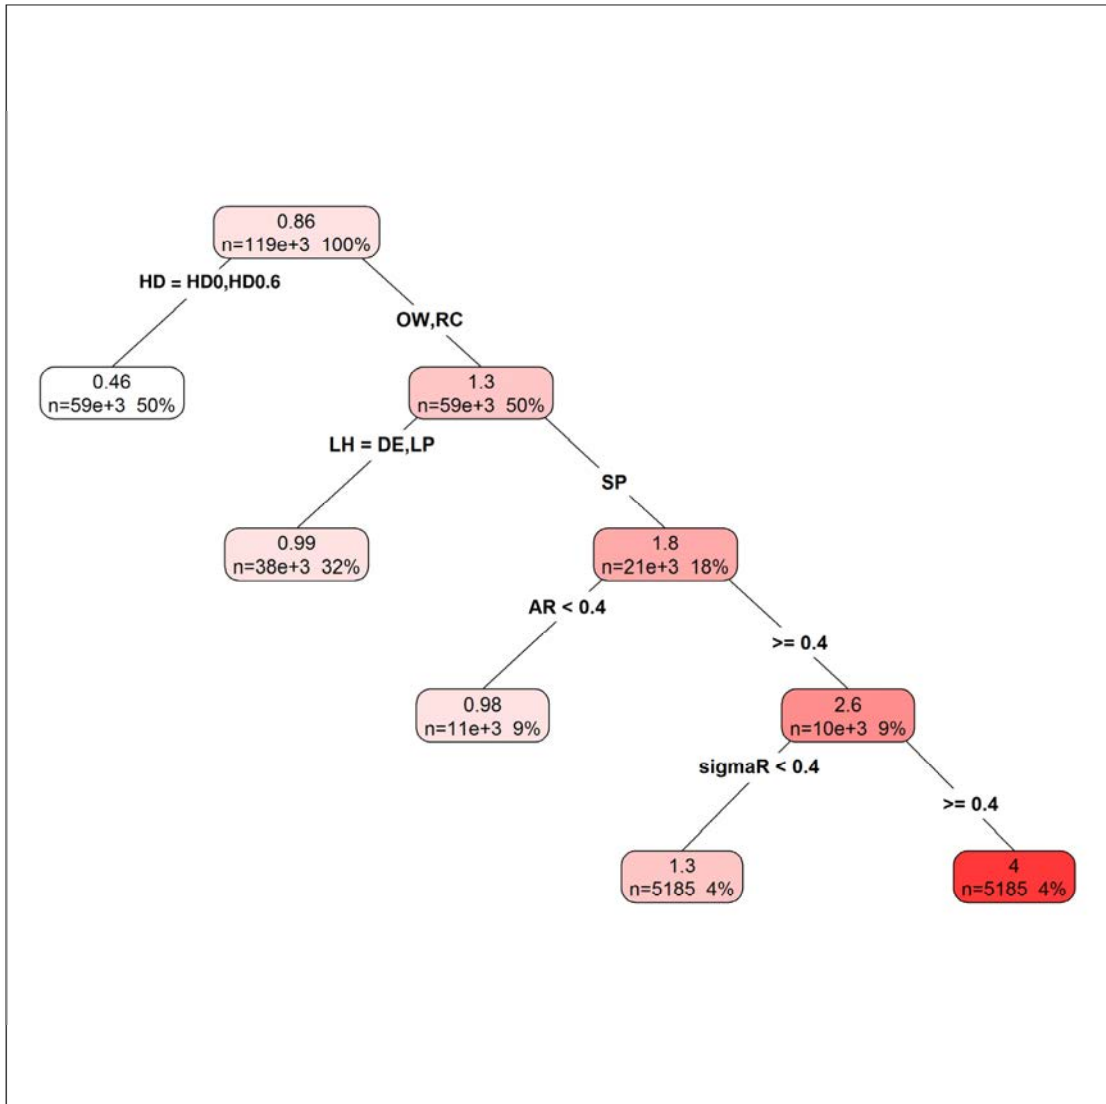 0.86
n=119e+3 100%
HD = HD0,HD0.6
OW,RC
0.46
n=59e+3 50%
1.3
n=59e+3 50%
LH = DE,LP
SP
0.99
n=38e+3 32%
1.8
n=21e+3 18%
AR < 0.4
>= 0.4
0.98
n=11e+3 9%
2.6
n=10e+3 9%
sigmaR < 0.4
>= 0.4
1.3
n=5185 4%
4
n=5185 4%